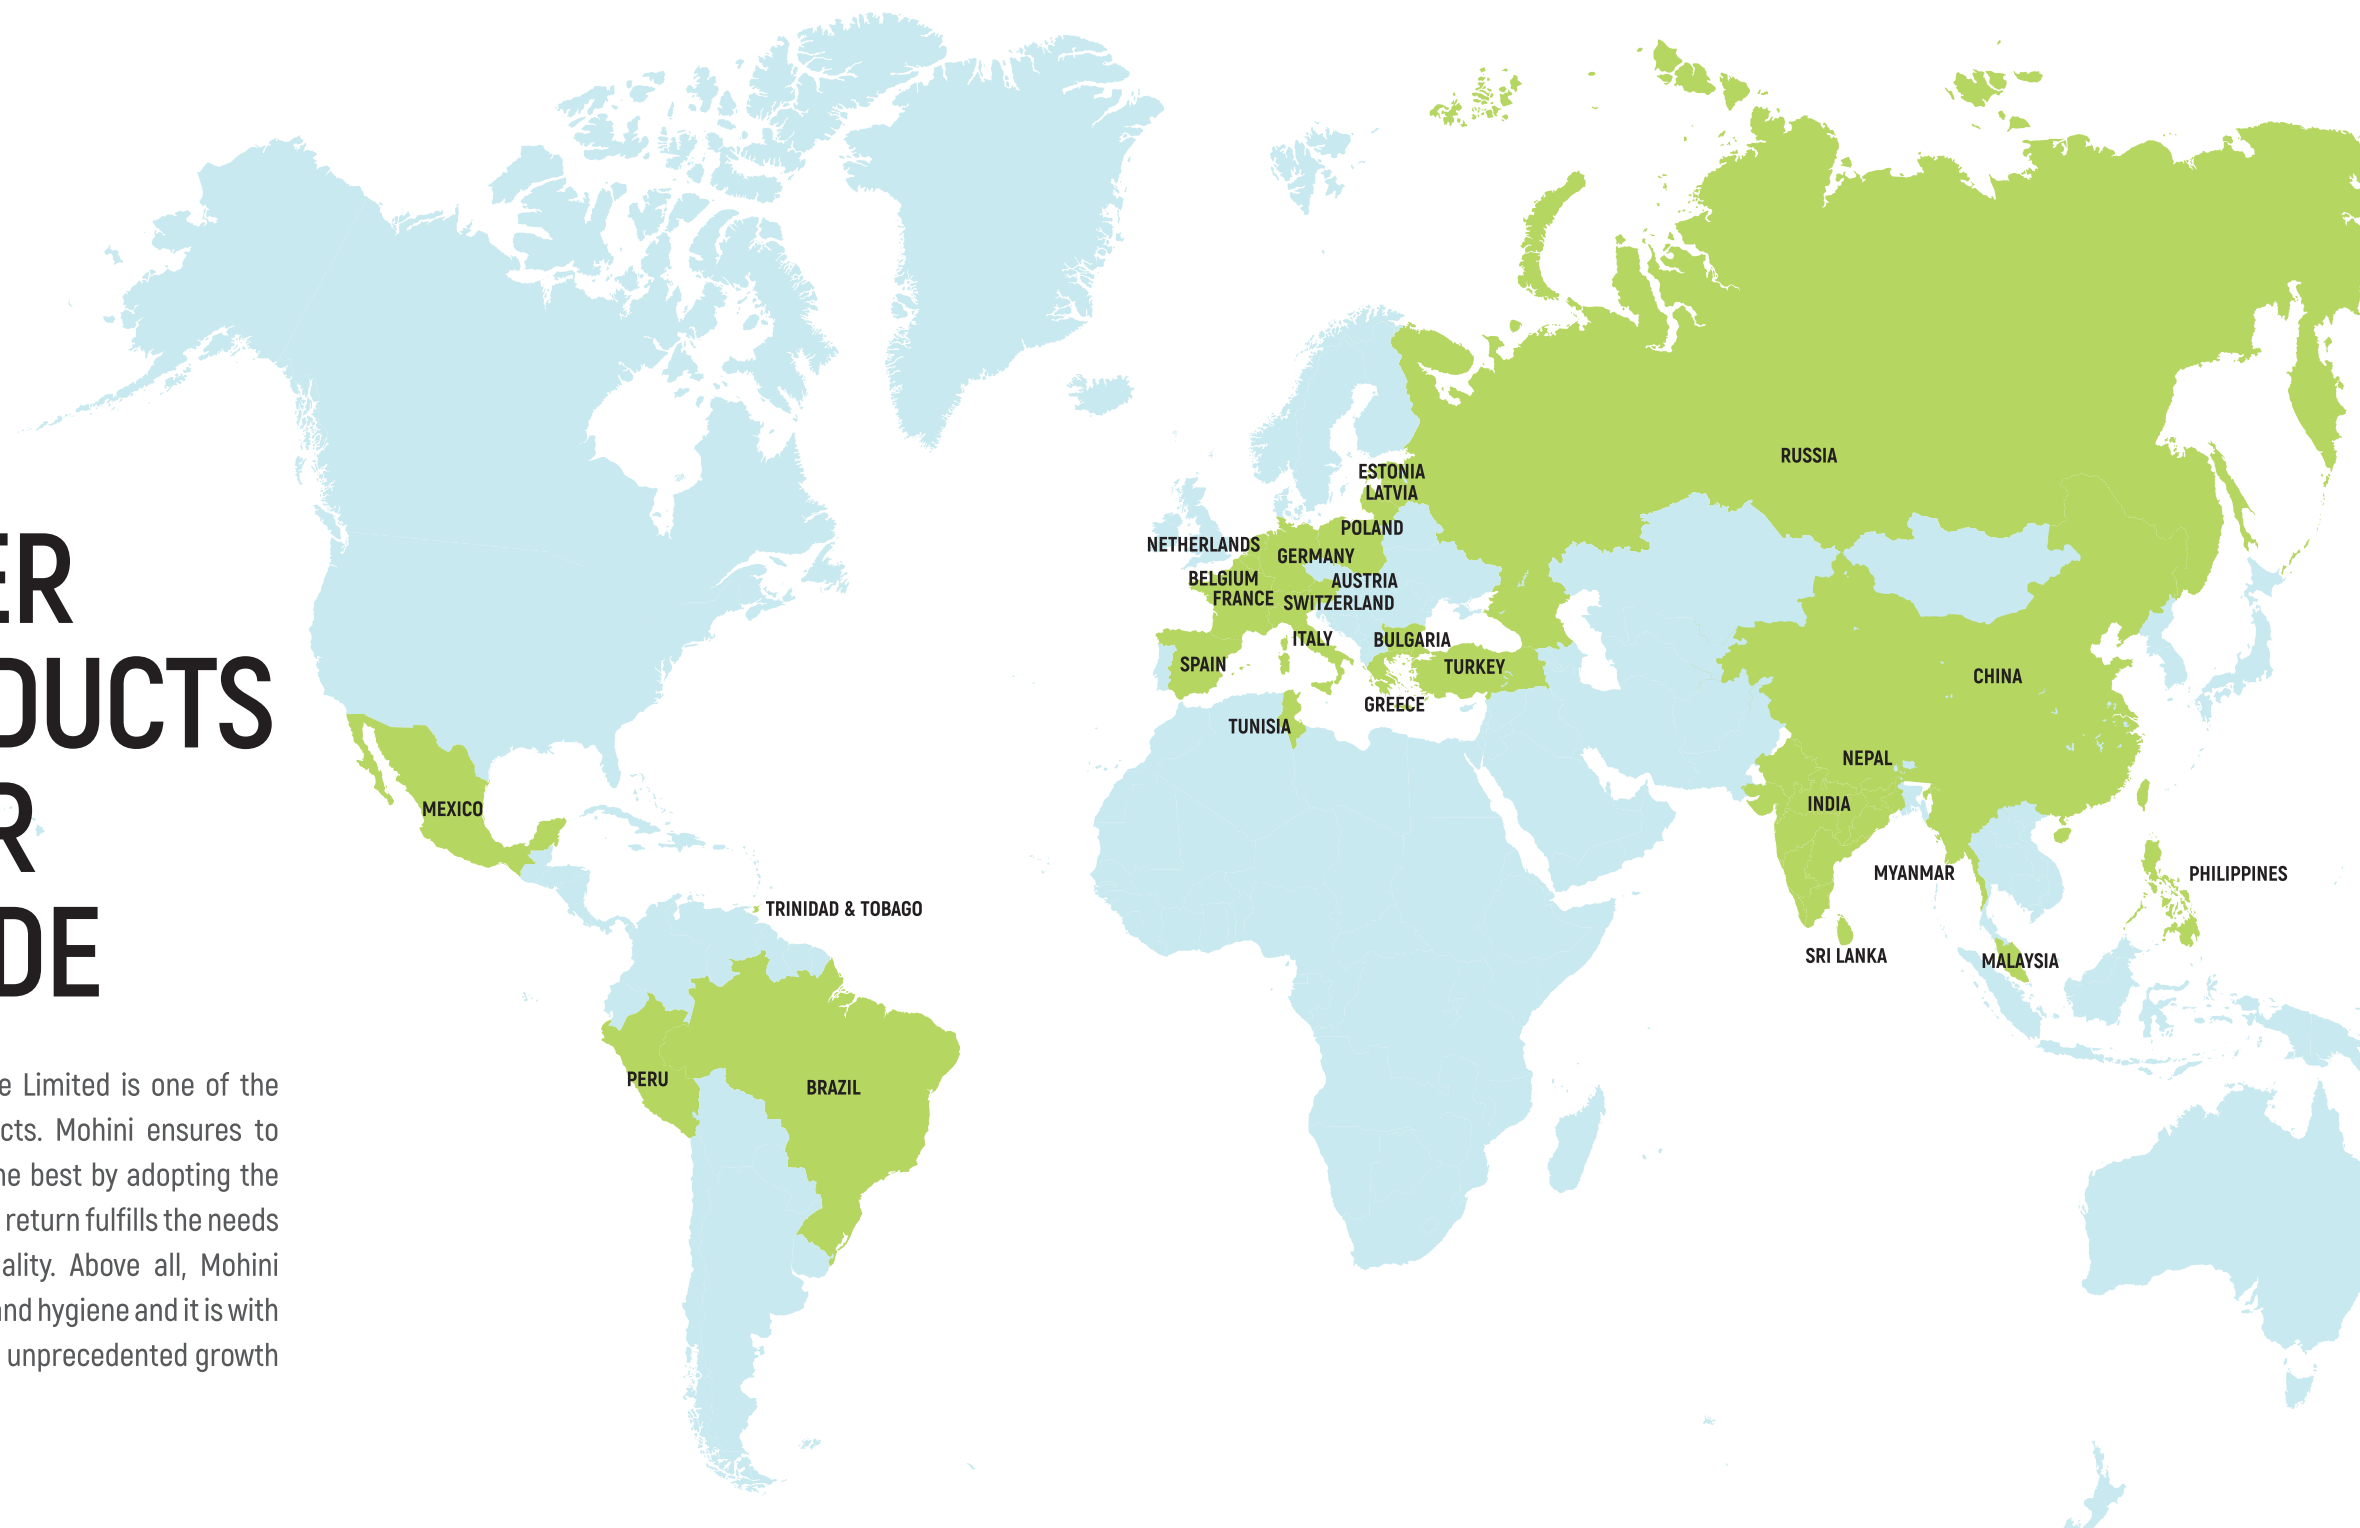 ER
DUCTS
R
DE
e Limited is one of the
cts. Mohini ensures to
he best by adopting the
return fulfills the needs
ality. Above all, Mohini
and hygiene and it is with
unprecedented growth
RUSSIA
ESTONIA
LATVIA
POLAND
NETHERLANDS
GERMANY
BELGIUM
AUSTRIA
FRANCE
SWITZERLAND
ITALY
BULGARIA
SPAIN
TURKEY
CHINA
GREECE
TUNISIA
NEPAL
INDIA
MEXICO
MYANMAR
PHILIPPINES
TRINIDAD & TOBAGO
SRI LANKA
MALAYSIA
PERU
BRAZIL